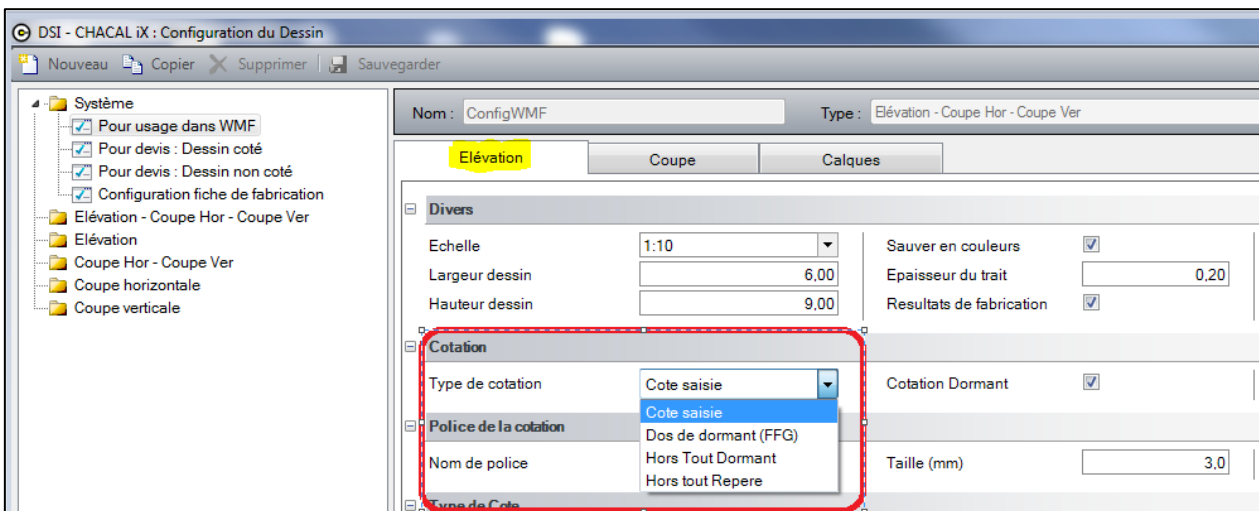 DSI - CHACAL iX : Configuration du Dessin
Nouveau Copier Supprimer Sauvegarder
Système
Pour usage dans WMF
Pour devis : Dessin coté
Pour devis : Dessin non coté
Configuration fiche de fabrication
Elévation - Coupe Hor - Coupe Ver
Elévation
Coupe Hor - Coupe Ver
Coupe horizontale
Coupe verticale
Nom : ConfigWMF Type : Elévation - Coupe Hor - Coupe Ver
Elévation Coupe Calques
Divers
Echelle 1:10 Sauver en couleurs
Largeur dessin 6,00 Epaisseur du trait 0,20
Hauteur dessin 9,00 Resultats de fabrication
Cotation
Type de cotation Cote saisie Cotation Dormant
Cote saisie
Police de la cotation Dos de dormant (FFG)
Nom de police Hors Tout Dormant Taille (mm) 3,0
Hors tout Repere
Type de Cote